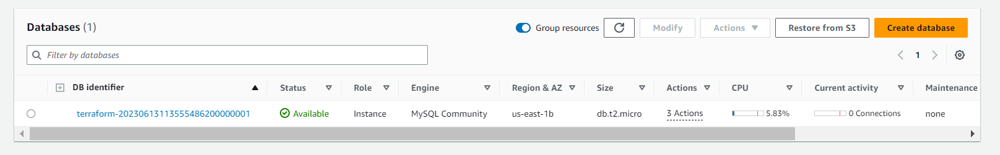 Databases (1)
Group resources
Modify
Actions
Restore from S3
Create database
Filter by databases
1
DB identifier
Status
Role
Engine
Region & AZ
Size
Actions
CPU
Current activity
Maintenance
terraform-20230613113555486200000001
Available
Instance
MySQL Community
us-east-1b
db.t2.micro
3 Actions
5.83%
0 Connections
none